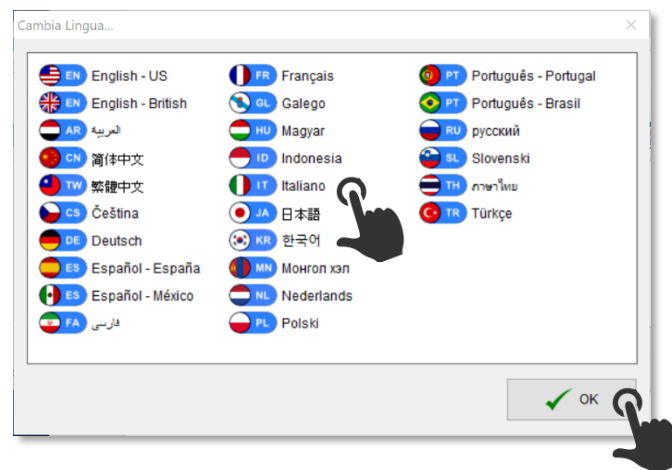 Cambia Lingua...
EN English - US
EN English - British
AR العربية
CN 简体中文
TW 繁體中文
CS Čeština
DE Deutsch
ES Español - España
ES Español - México
FA فارسی
FR Français
GL Galego
HU Magyar
ID Indonesia
IT Italiano
JA 日本語
KR 한국어
MN Монгол хэл
NL Nederlands
PL Polski
PT Português - Portugal
PT Português - Brasil
RU русский
SL Slovenski
TH ภาษาไทย
TR Türkçe
OK